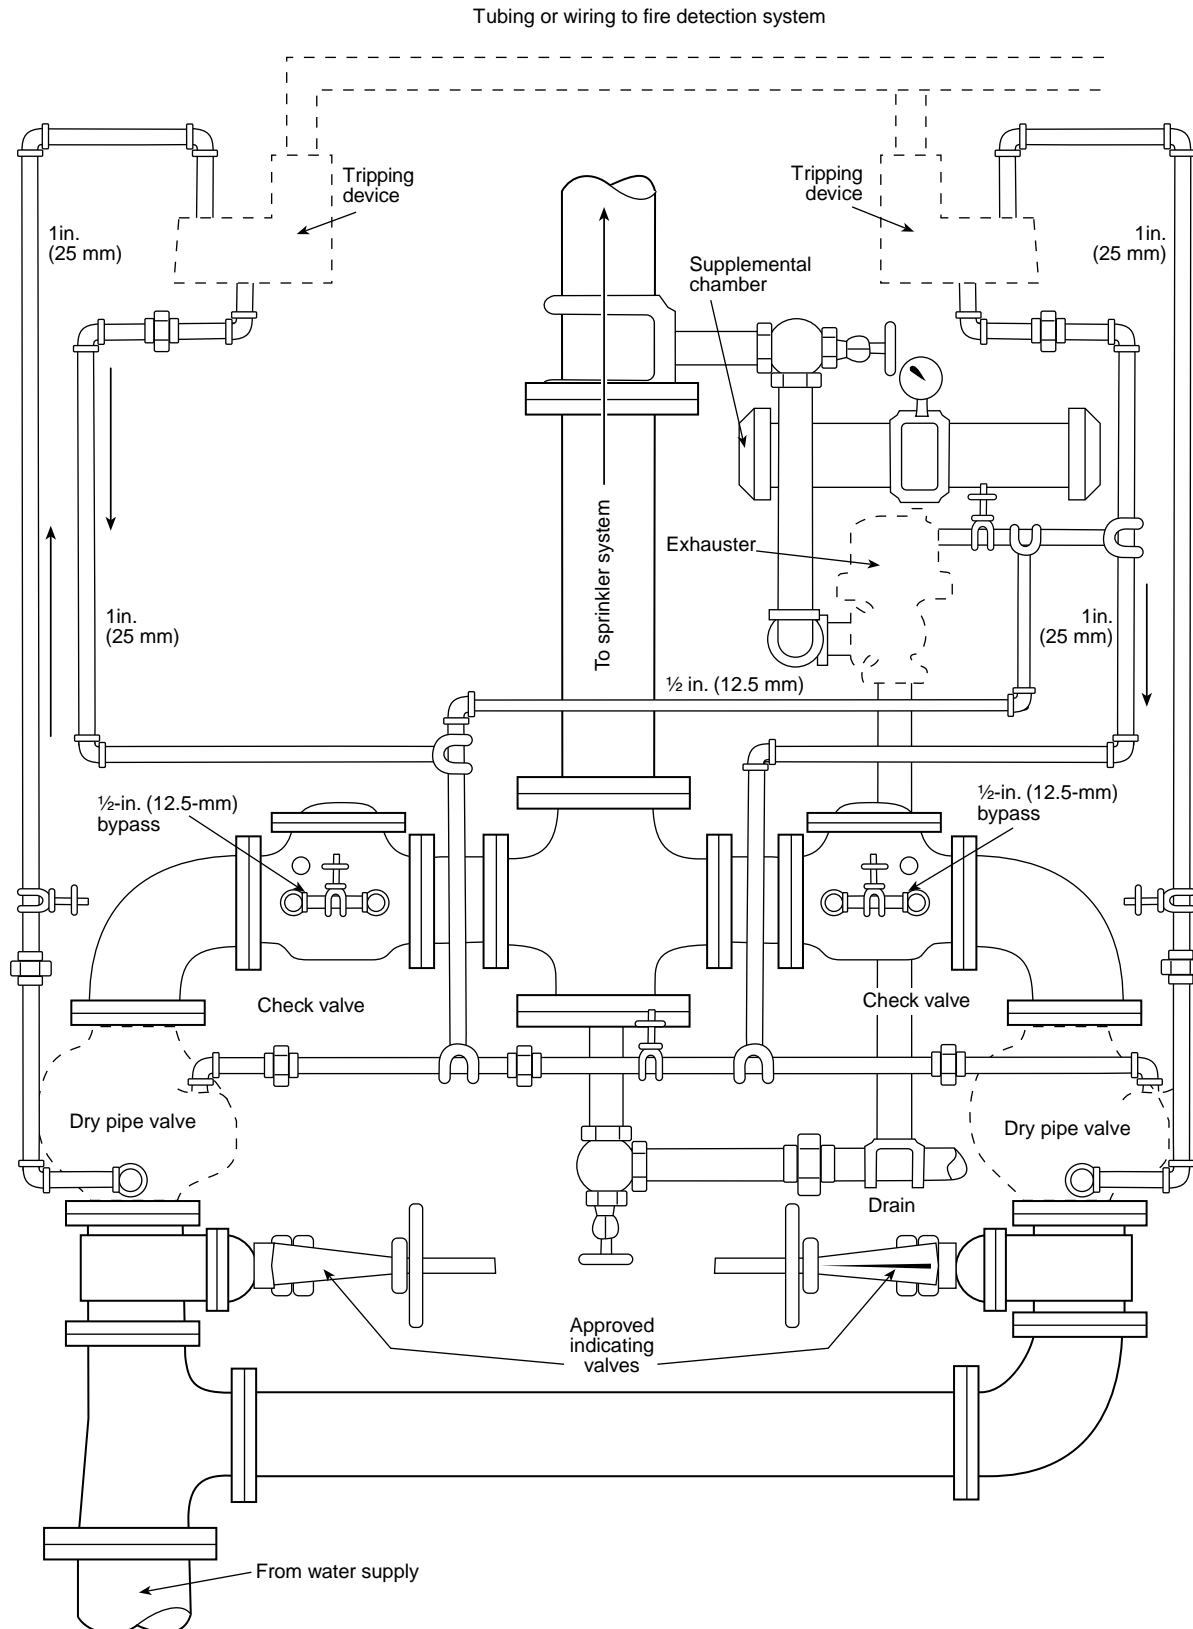 Tubing or wiring to fire detection system
Tripping
device
Tripping
device
1in.
(25 mm)
1in.
(25 mm)
Supplemental
chamber
To sprinkler system
Exhauster
1in.
(25 mm)
1in.
(25 mm)
½ in. (12.5 mm)
½-in. (12.5-mm)
bypass
½-in. (12.5-mm)
bypass
Check valve
Check valve
Dry pipe valve
Dry pipe valve
Drain
Approved
indicating
valves
From water supply